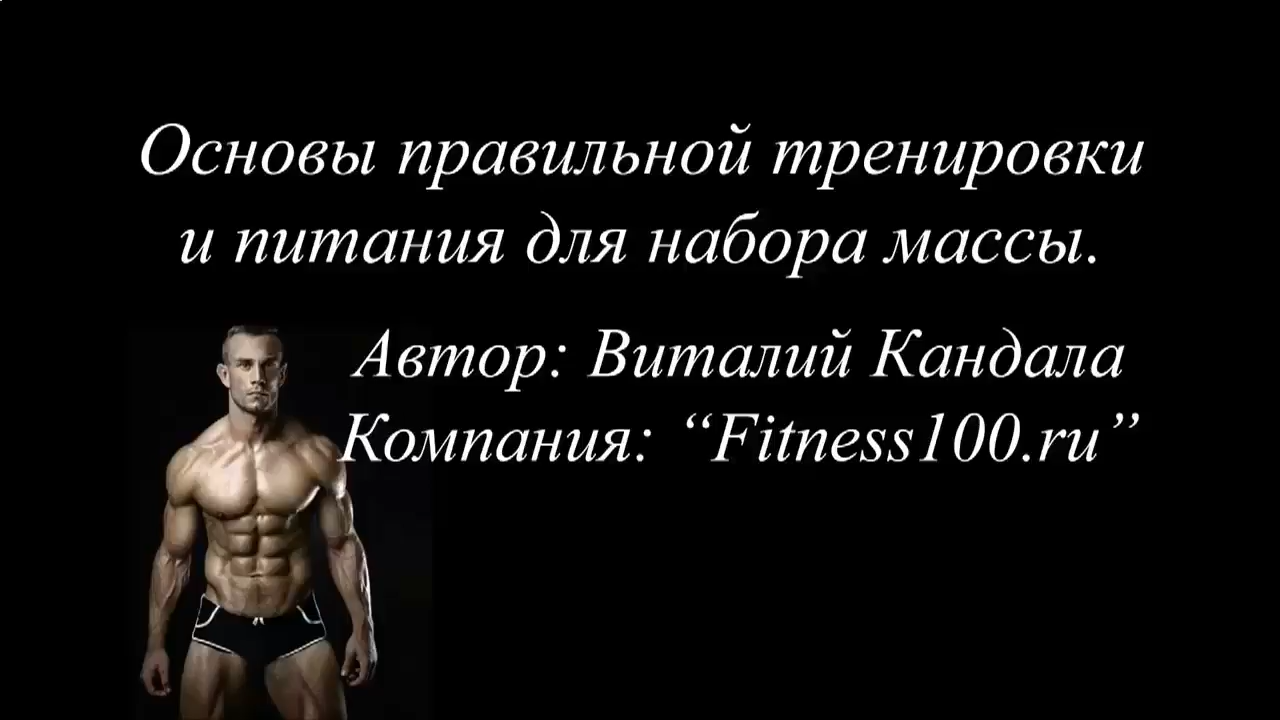 Основы правильной тренировки
и питания для набора массы.
Автор: Виталий Кандала
Компания: “Fitness100.ru”